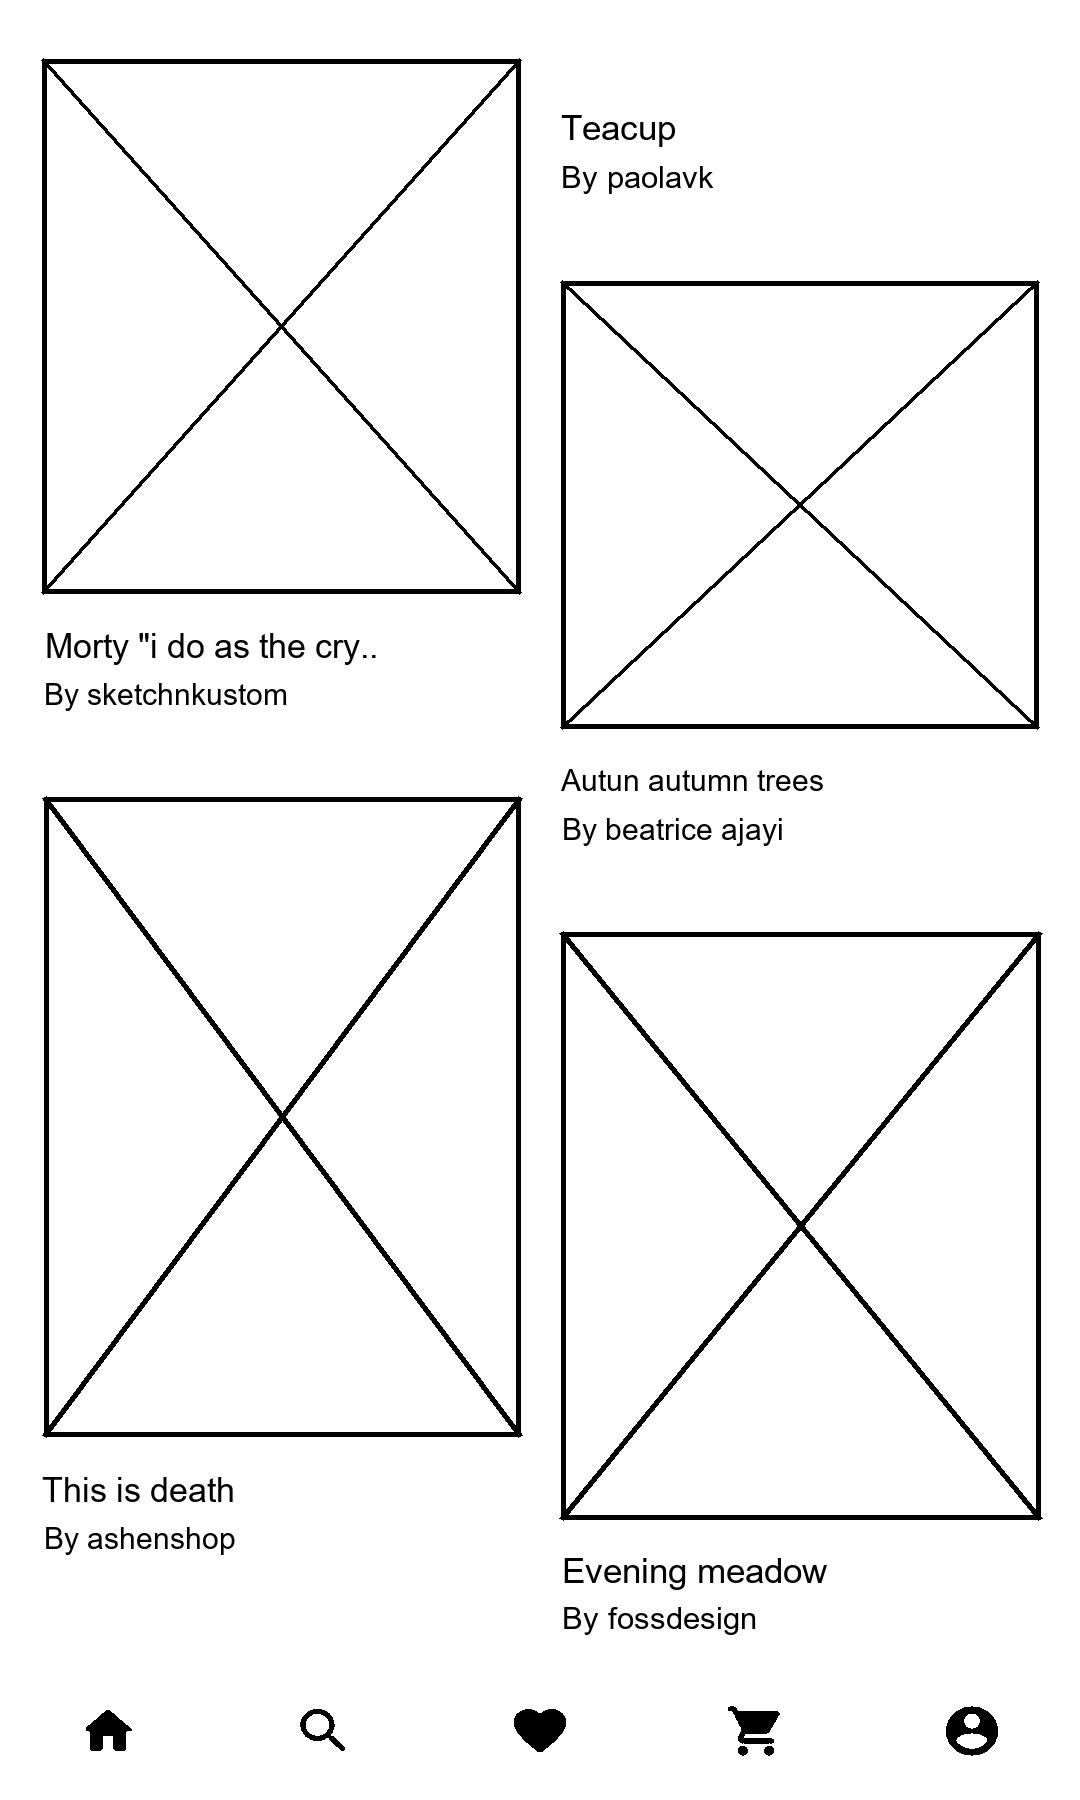 Teacup
By paolavk
Morty "i do as the cry..
By sketchnkustom
Autun autumn trees
By beatrice ajayi
This is death
By ashenshop
Evening meadow
By fossdesign